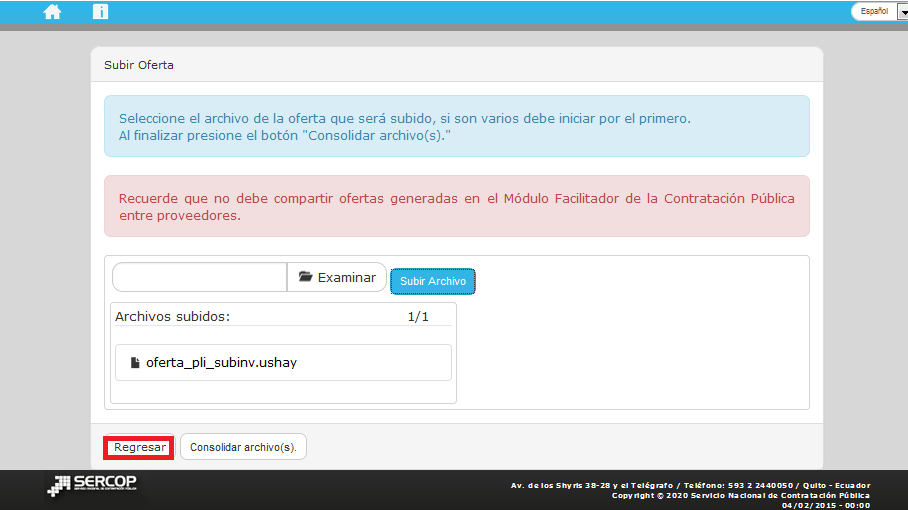 Español
Subir Oferta
Seleccione el archivo de la oferta que será subido, si son varios debe iniciar por el primero.
Al finalizar presione el botón "Consolidar archivo(s)."
Recuerde que no debe compartir ofertas generadas en el Módulo Facilitador de la Contratación Pública
entre proveedores.
Examinar
Subir Archivo
Archivos subidos: 1/1
oferta_pli_subinv.ushay
Regresar
Consolidar archivo(s).
SERCOP
Av. de los Shyris 38-28 y el Telégrafo / Teléfono: 593 2 2440050 / Quito - Ecuador
Copyright © 2020 Servicio Nacional de Contratación Pública
04/02/2015 - 00:00